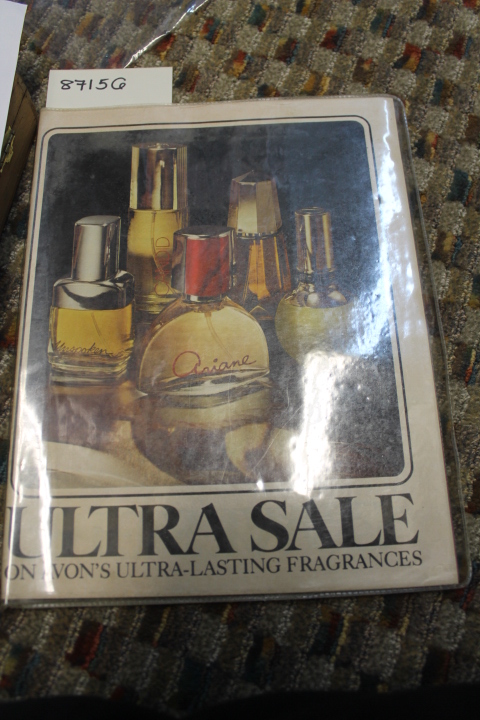 87156
Ariane
ULTRA SALE
ON AVON'S ULTRA-LASTING FRAGRANCES